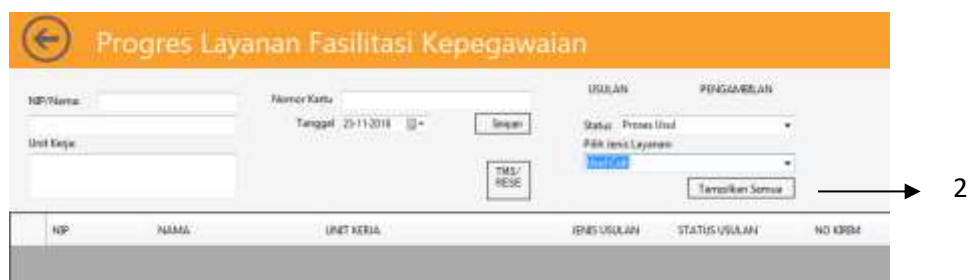 Progres Layanan Fasilitasi Kepegawaian
USULAN PENGAMBILAN
NIP/Nama
Nomor Kartu
Tanggal 23-11-2018
Simpan
Status Proses Usul
Unit Kerja
Pilih Jenis Layanan
TMS/
RESE
Tampilkan Semua
2
NIP NAMA UNIT KERJA JENIS USULAN STATUS USULAN NO KIRIM